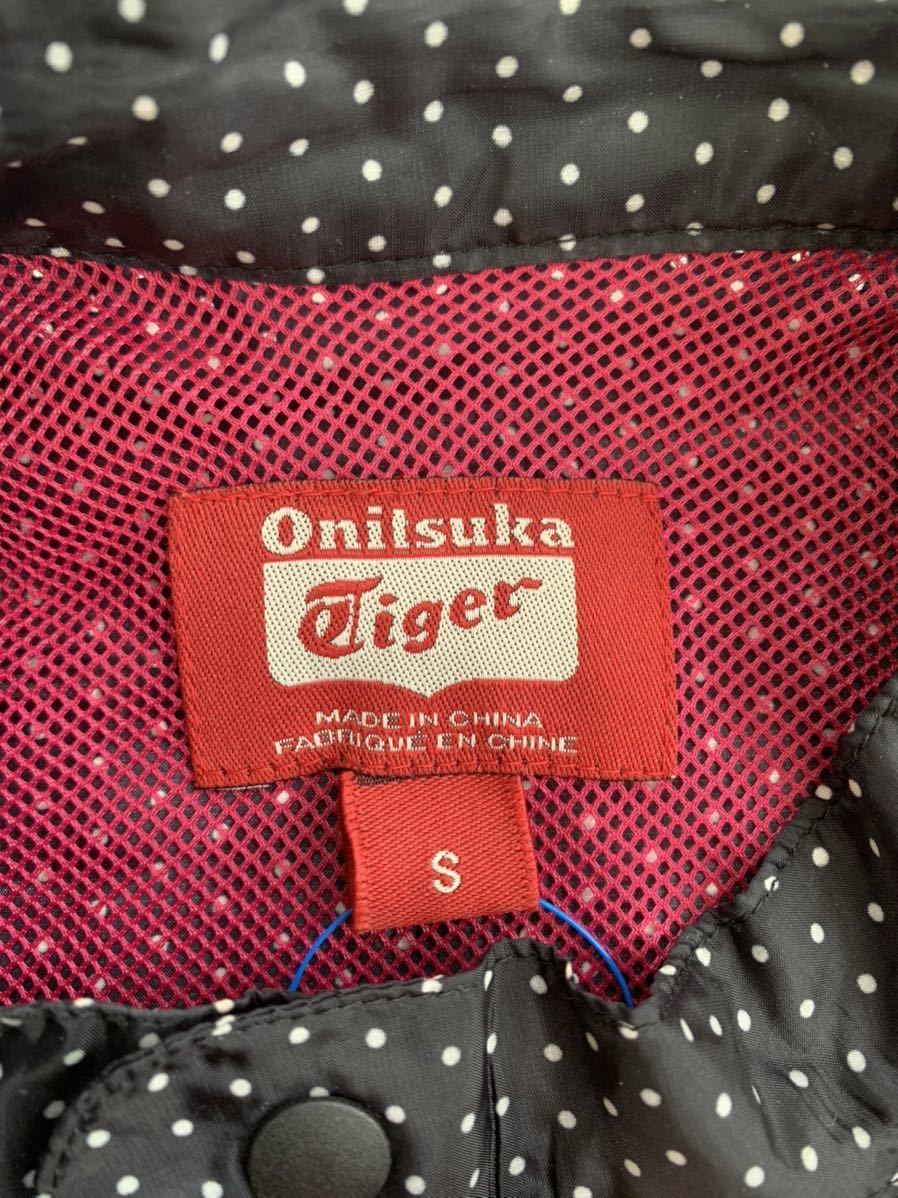 Onitsuka
Tiger
MADE IN CHINA
FABRIQUÉ EN CHINE
S